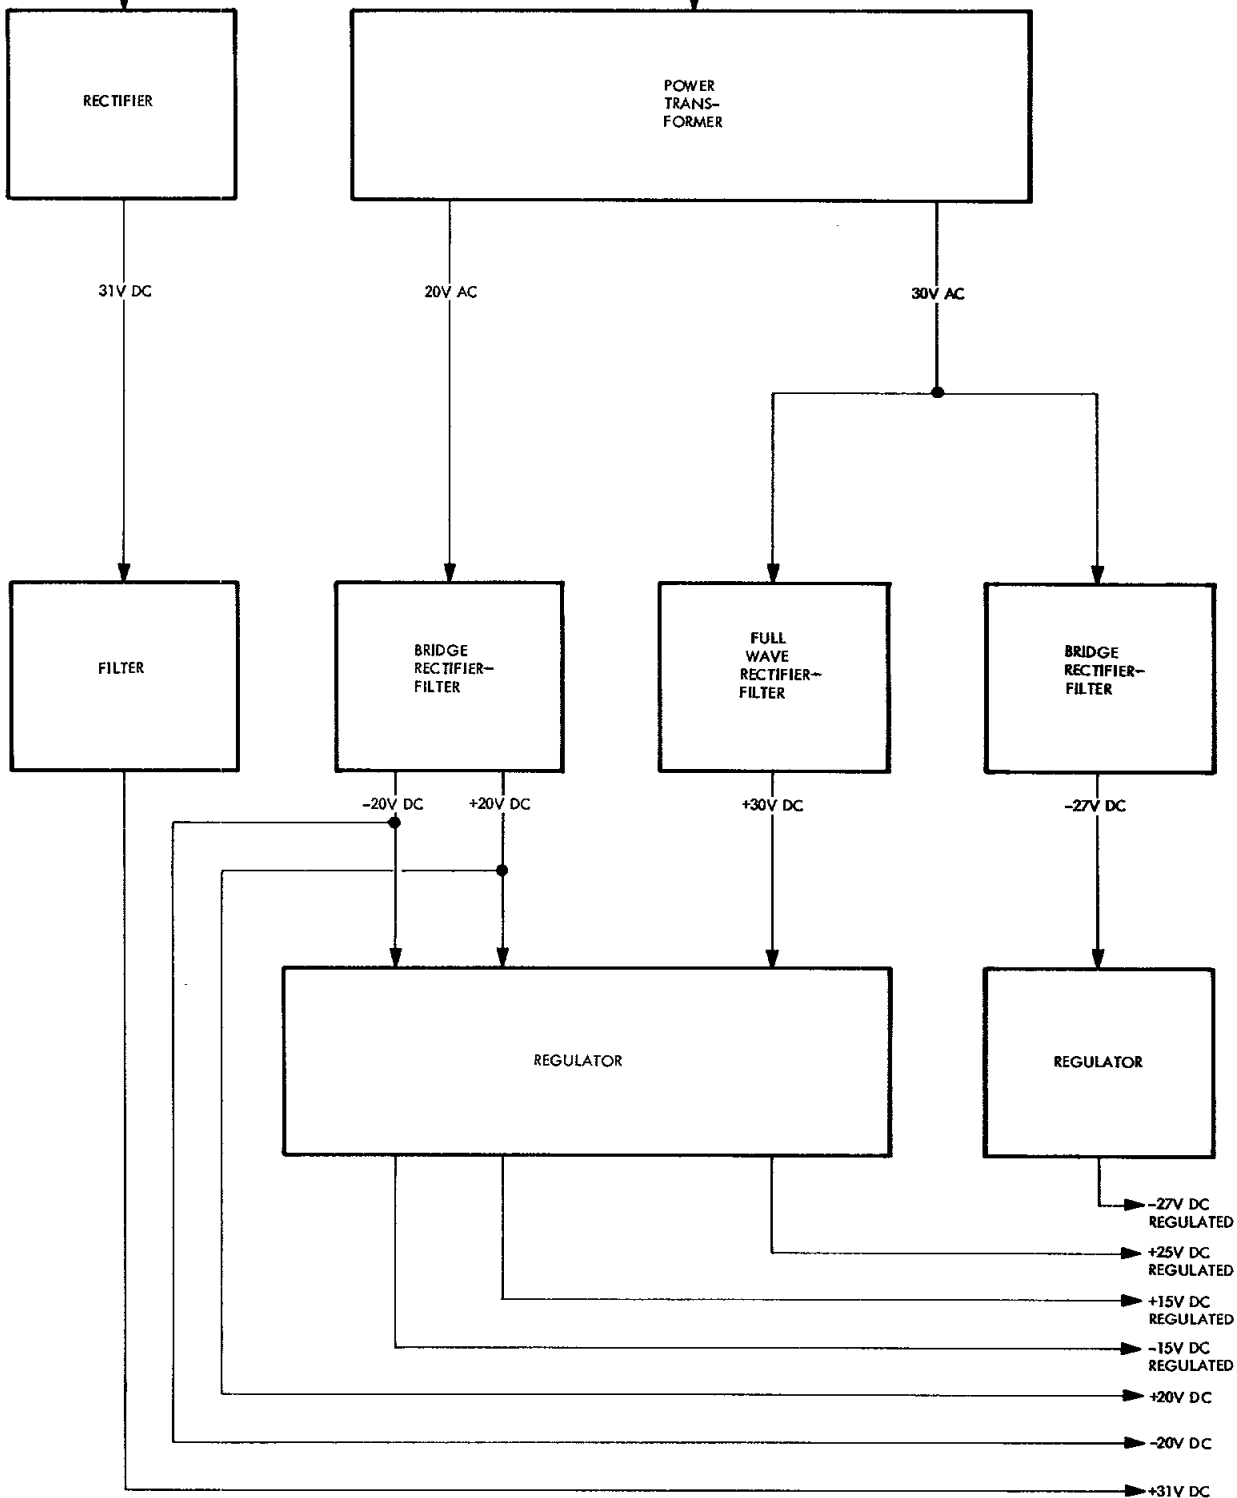 RECTIFIER
POWER
TRANS-
FORMER
31V DC
20V AC
30V AC
FILTER
BRIDGE
RECTIFIER-
FILTER
FULL
WAVE
RECTIFIER-
FILTER
BRIDGE
RECTIFIER-
FILTER
-20V DC
+20V DC
+30V DC
-27V DC
REGULATOR
REGULATOR
-27V DC
REGULATED
+25V DC
REGULATED
+15V DC
REGULATED
-15V DC
REGULATED
+20V DC
-20V DC
+31V DC